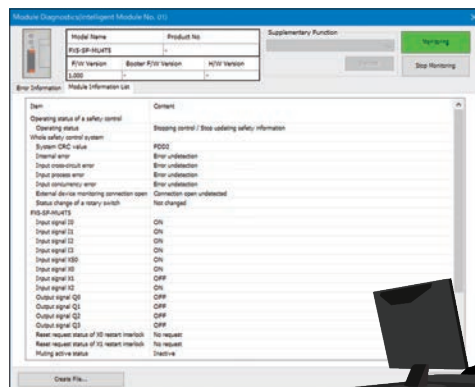 Module Diagnostics(Intelligent Module No. 01)
Model Name Product No Supplementary Function
FX5-SF-MU4T5 - Monitoring
F/W Version Booter F/W Version H/W Version Stop Monitoring
1.000 - -
Error Information Module Information List
Item Content
Operating status of a safety control
Operating status Stopping control / Stop updating safety information
Whole safety control system
System CRC value FDD2
Internal error Error undetection
Input cross-circuit error Error undetection
Input process error Error undetection
Input concurrency error Error undetection
External device monitoring connection open Connection open undetected
Status change of a rotary switch Not changed
FX5-SF-MU4T5
Input signal I0 ON
Input signal I1 ON
Input signal I2 ON
Input signal I3 ON
Input signal XS0 ON
Input signal X0 ON
Input signal X1 OFF
Input signal X2 ON
Output signal Q0 OFF
Output signal Q1 OFF
Output signal Q2 OFF
Output signal Q3 OFF
Reset request status of X0 restart interlock No request
Reset request status of X1 restart interlock No request
Muting active status Inactive
Create File...